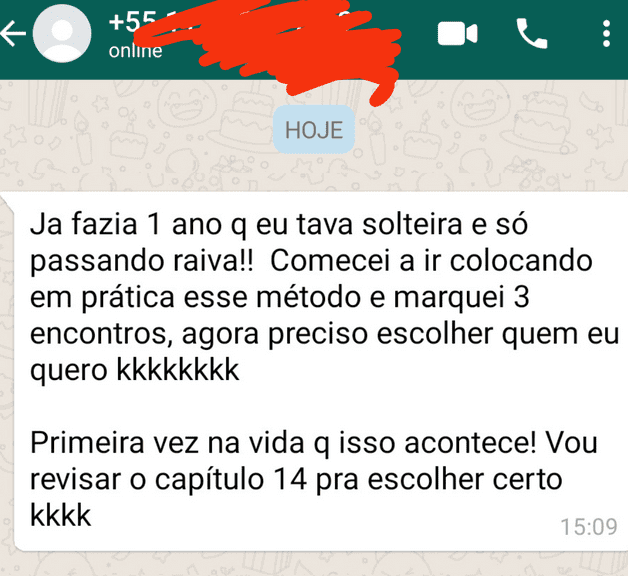 +55
online
HOJE
Ja fazia 1 ano q eu tava solteira e só
passando raiva!!  Comecei a ir colocando
em prática esse método e marquei 3
encontros, agora preciso escolher quem eu
quero kkkkkkkk
Primeira vez na vida q isso acontece! Vou
revisar o capítulo 14 pra escolher certo
kkkk
15:09